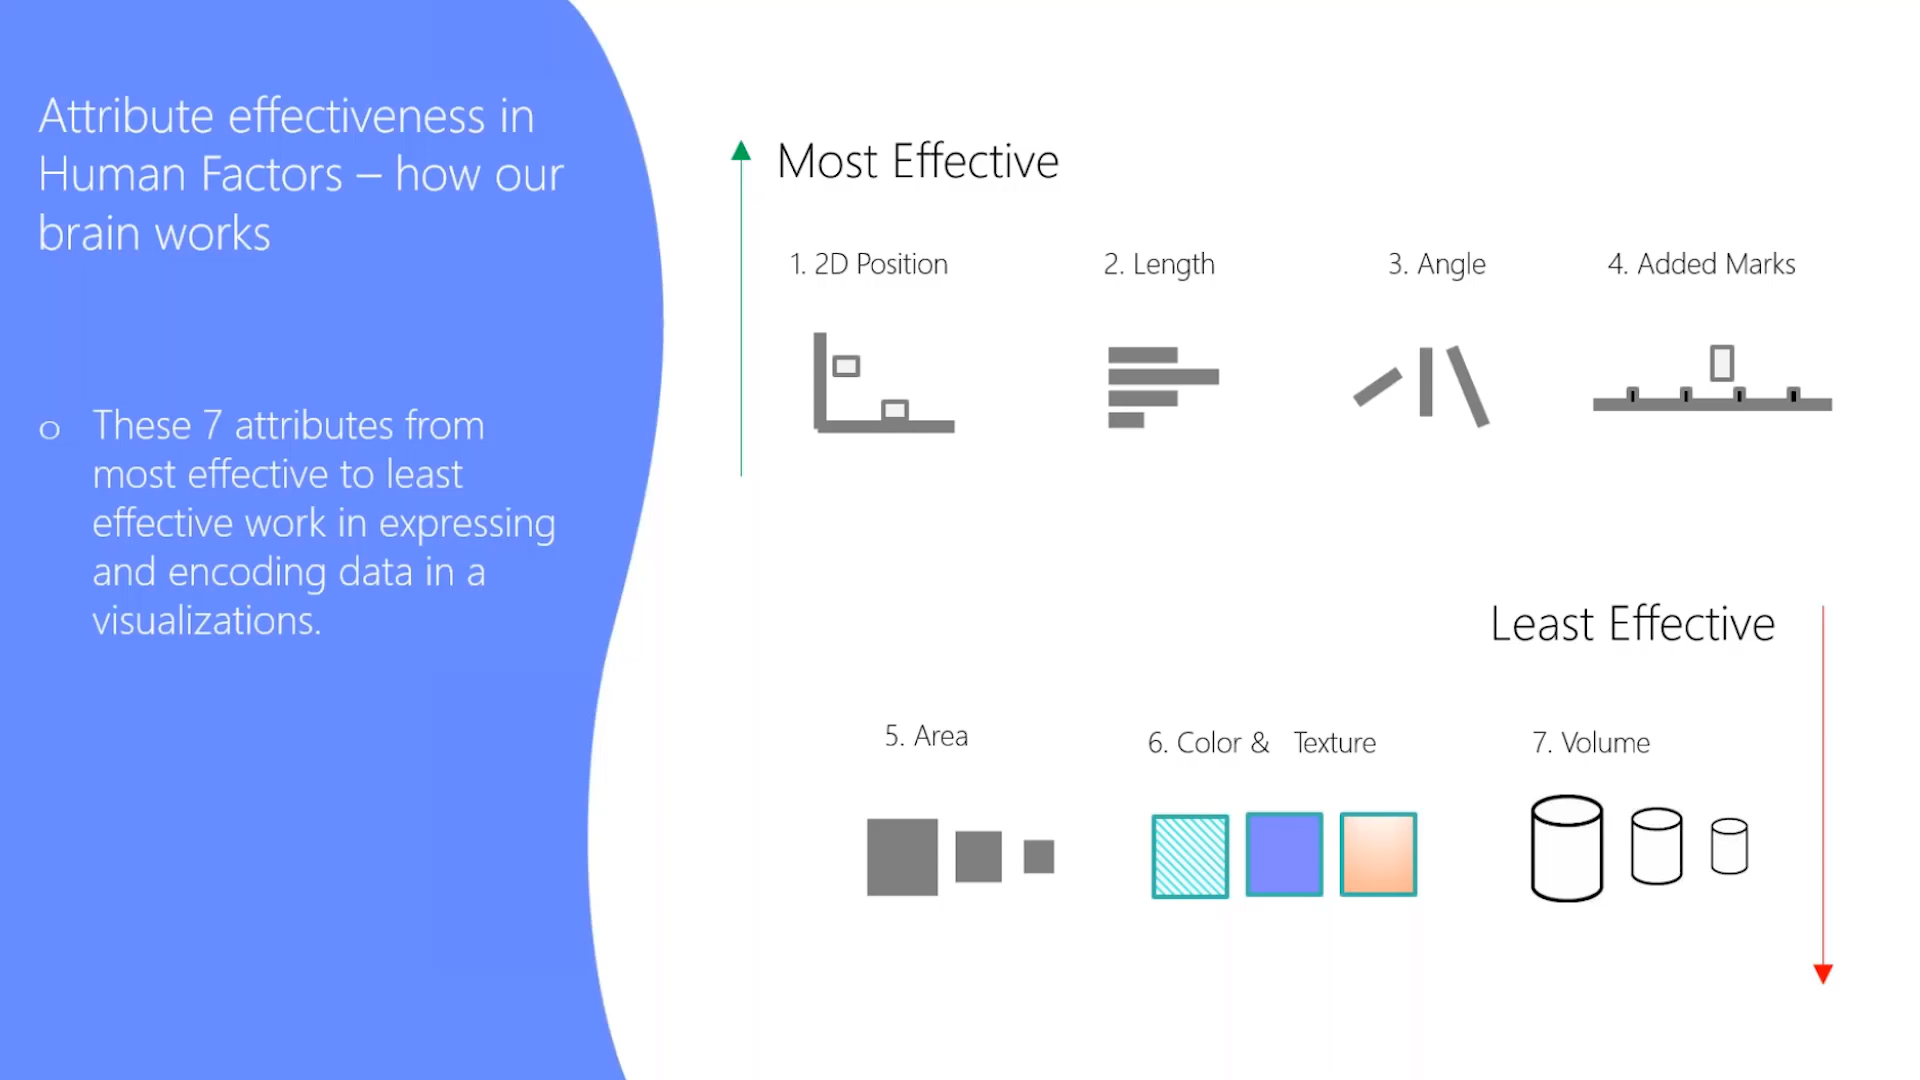 Attribute effectiveness in
Human Factors – how our
brain works
o These 7 attributes from
most effective to least
effective work in expressing
and encoding data in a
visualizations.
Most Effective
1. 2D Position
2. Length
3. Angle
4. Added Marks
Least Effective
5. Area
6. Color & Texture
7. Volume